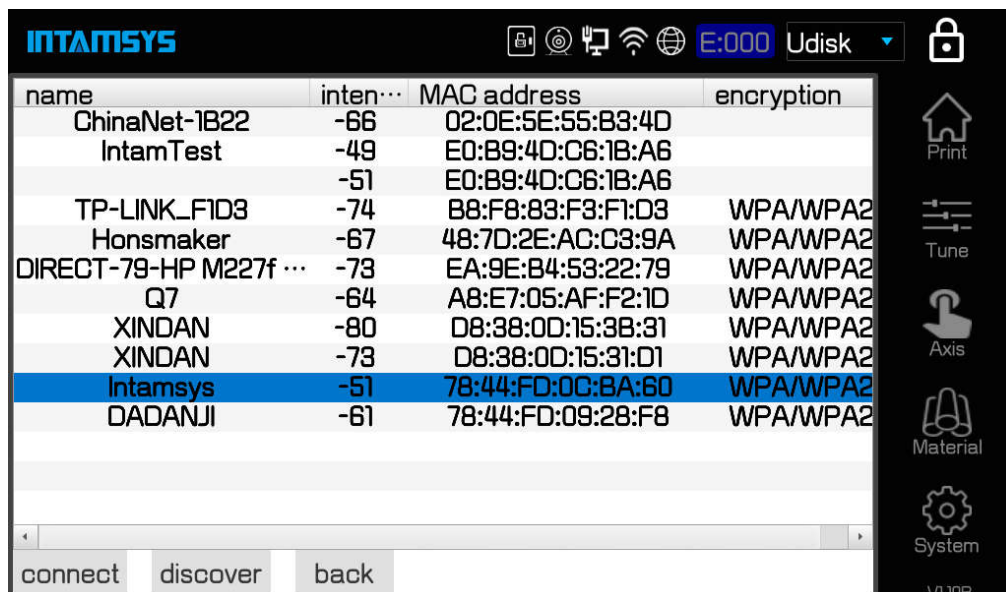 INTAMSYS E:000 Udisk
name inten··· MAC address encryption
ChinaNet-1B22 -66 02:0E:5E:55:B3:4D
IntamTest -49 E0:B9:4D:C6:1B:A6
-51 E0:B9:4D:C6:1B:A6
TP-LINK_F1D3 -74 B8:F8:83:F3:F1:D3 WPA/WPA2
Honsmaker -67 48:7D:2E:AC:C3:9A WPA/WPA2
DIRECT-79-HP M227f ··· -73 EA:9E:B4:53:22:79 WPA/WPA2
Q7 -64 A8:E7:05:AF:F2:1D WPA/WPA2
XINDAN -80 D8:38:0D:15:3B:31 WPA/WPA2
XINDAN -73 D8:38:0D:15:31:D1 WPA/WPA2
Intamsys -51 78:44:FD:0C:BA:60 WPA/WPA2
DADANJI -61 78:44:FD:09:28:F8 WPA/WPA2
connect discover back
Print
Tune
Axis
Material
System